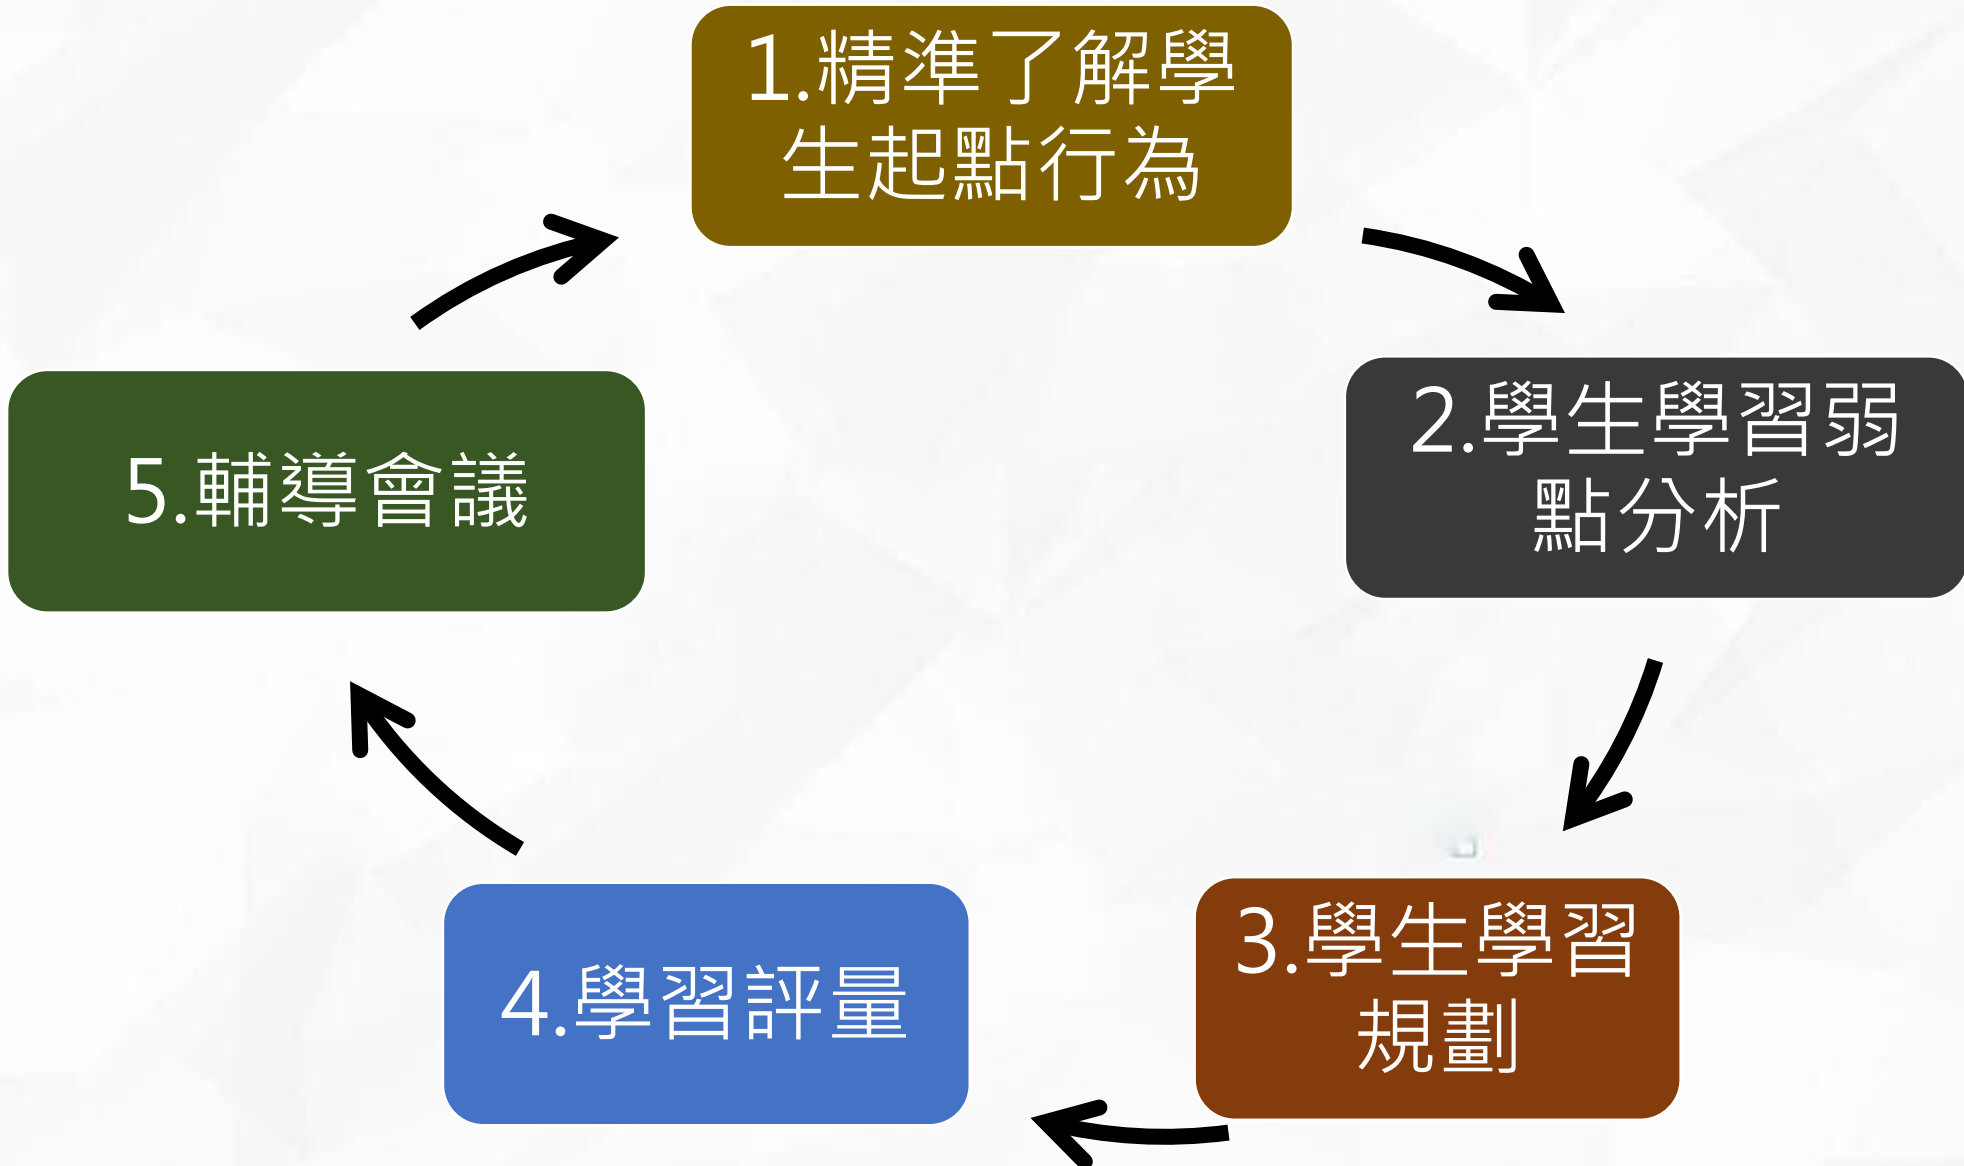 1.精準了解學
生起點行為
2.學生學習弱
點分析
3.學生學習
規劃
4.學習評量
5.輔導會議